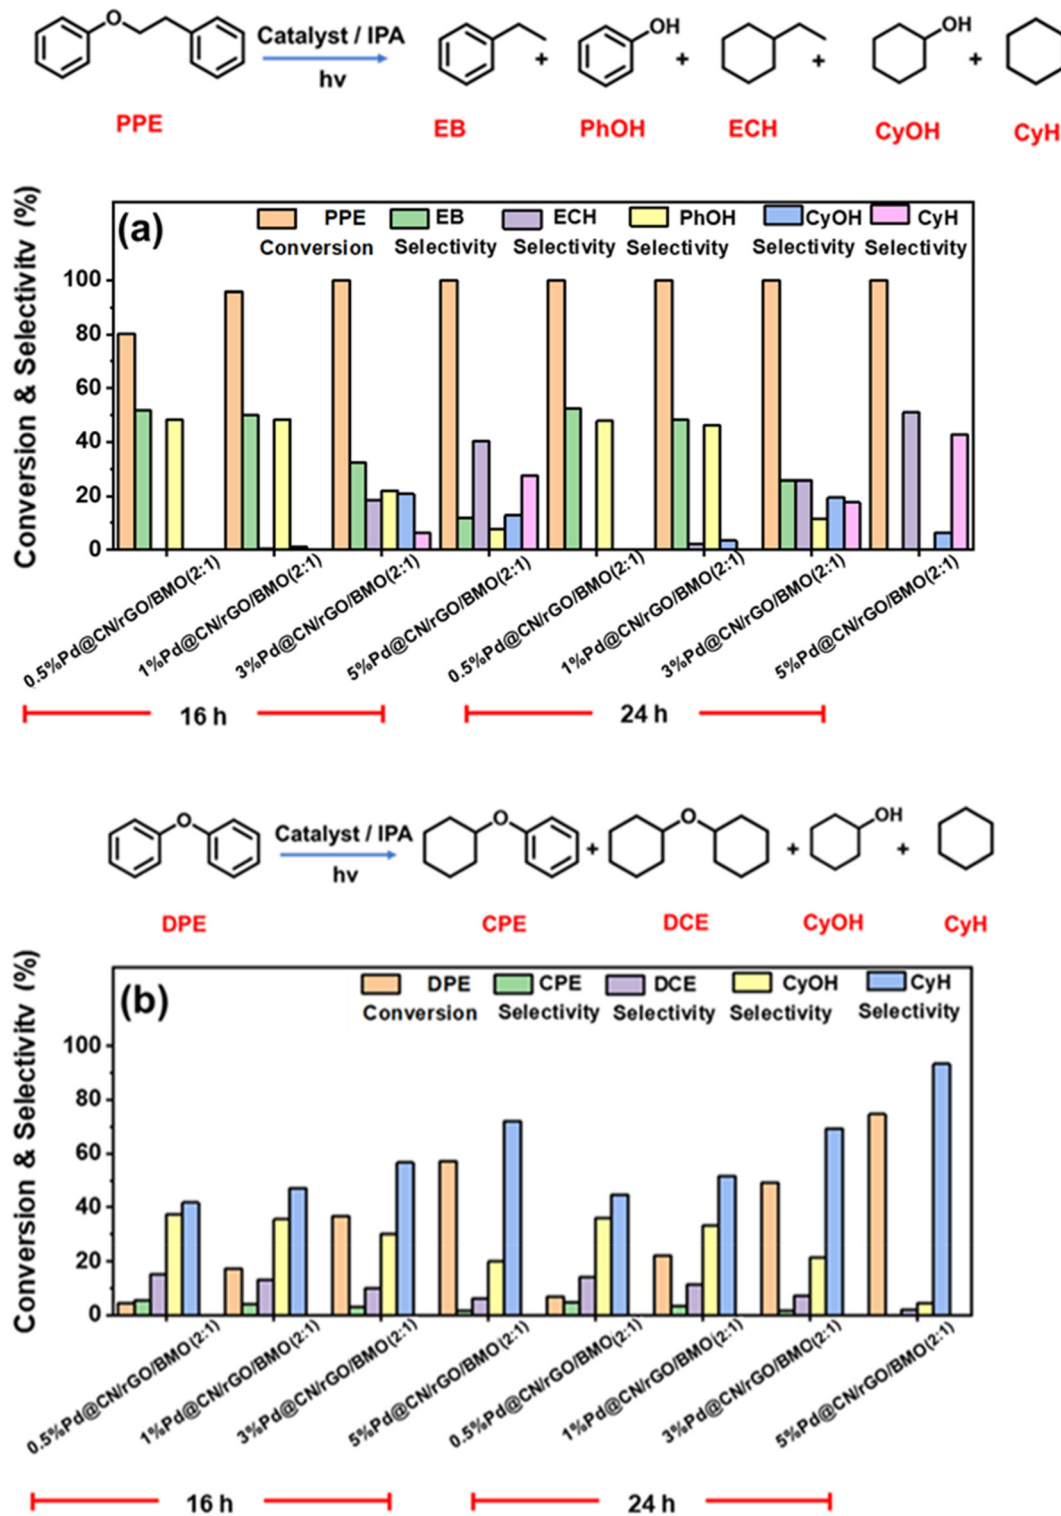 O
Catalyst / IPA
hv
+
OH
+
+
OH
+
PPE
EB
PhOH
ECH
CyOH
CyH
Conversion & Selectivitv (%)
(a)
PPE
EB
ECH
PhOH
CyOH
CyH
Conversion
Selectivity
Selectivity
Selectivity
Selectivity
Selectivity
100
80
60
40
20
0
0.5%Pd@CN/rGO/BMO(2:1)
1%Pd@CN/rGO/BMO(2:1)
3%Pd@CN/rGO/BMO(2:1)
5%Pd@CN/rGO/BMO(2:1)
0.5%Pd@CN/rGO/BMO(2:1)
1%Pd@CN/rGO/BMO(2:1)
3%Pd@CN/rGO/BMO(2:1)
5%Pd@CN/rGO/BMO(2:1)
16 h
24 h
O
Catalyst / IPA
hv
O
+
O
+
OH
+
DPE
CPE
DCE
CyOH
CyH
Conversion & Selectivitv (%)
(b)
DPE
CPE
DCE
CyOH
CyH
Conversion
Selectivity
Selectivity
Selectivity
Selectivity
100
80
60
40
20
0
0.5%Pd@CN/rGO/BMO(2:1)
1%Pd@CN/rGO/BMO(2:1)
3%Pd@CN/rGO/BMO(2:1)
5%Pd@CN/rGO/BMO(2:1)
0.5%Pd@CN/rGO/BMO(2:1)
1%Pd@CN/rGO/BMO(2:1)
3%Pd@CN/rGO/BMO(2:1)
5%Pd@CN/rGO/BMO(2:1)
16 h
24 h